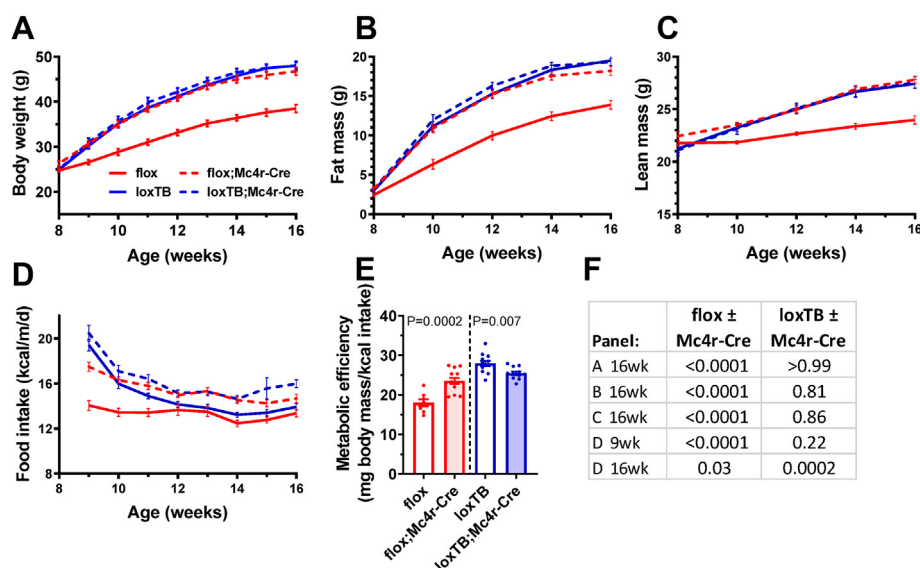 A
Body weight (g)
50
40
30
20
flox
flox;Mc4r-Cre
loxTB
loxTB;Mc4r-Cre
8 10 12 14 16
Age (weeks)
B
Fat mass (g)
20
15
10
5
0
8 10 12 14 16
Age (weeks)
C
Lean mass (g)
30
25
20
15
8 10 12 14 16
Age (weeks)
D
Food intake (kcal/m/d)
20
16
12
8
8 10 12 14 16
Age (weeks)
E
Metabolic efficiency
(mg body mass/kcal intake)
40
30
20
10
0
P=0.0002 P=0.007
flox
flox;Mc4r-Cre
loxTB
loxTB;Mc4r-Cre
F
flox ± loxTB ±
Panel: Mc4r-Cre Mc4r-Cre
A 16wk <0.0001 >0.99
B 16wk <0.0001 0.81
C 16wk <0.0001 0.86
D 9wk <0.0001 0.22
D 16wk 0.03 0.0002